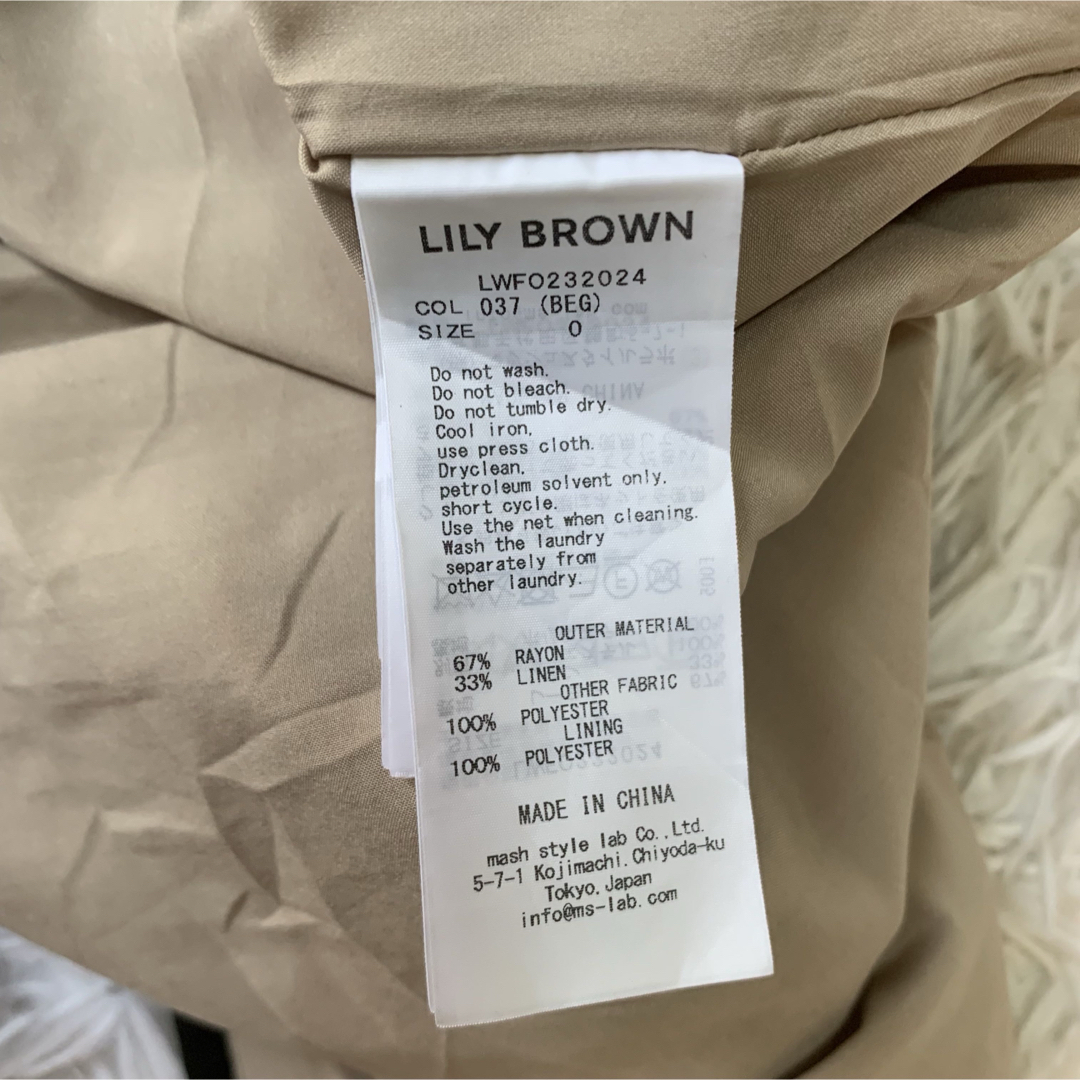 LILY BROWN
LWFO232024
COL 037 (BEG)
SIZE 0
Do not wash.
Do not bleach.
Do not tumble dry.
Cool iron,
use press cloth.
Dryclean,
petroleum solvent only,
short cycle.
Use the net when cleaning.
Wash the laundry
separately from
other laundry.
OUTER MATERIAL
67% RAYON
33% LINEN
OTHER FABRIC
100% POLYESTER
LINING
100% POLYESTER
MADE IN CHINA
mash style lab Co.,Ltd.
5-7-1 Kojimachi,Chiyoda-ku
Tokyo,Japan
info@ms-lab.com